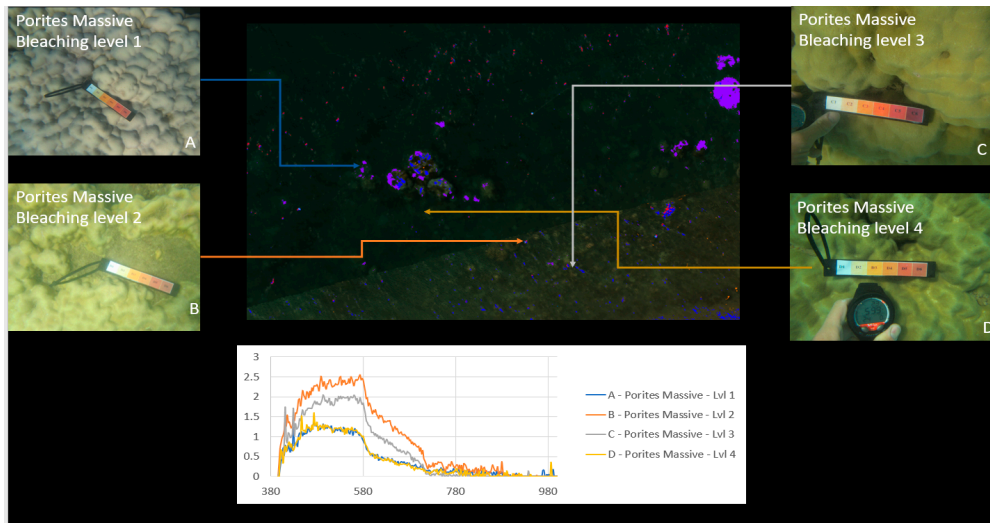 Porites Massive
Bleaching level 1
A
Porites Massive
Bleaching level 2
B
Porites Massive
Bleaching level 3
C
Porites Massive
Bleaching level 4
D
3
2.5
2
1.5
1
0.5
0
380
580
780
980
A - Porites Massive - Lvl 1
B - Porites Massive - Lvl 2
C - Porites Massive - Lvl 3
D - Porites Massive - Lvl 4